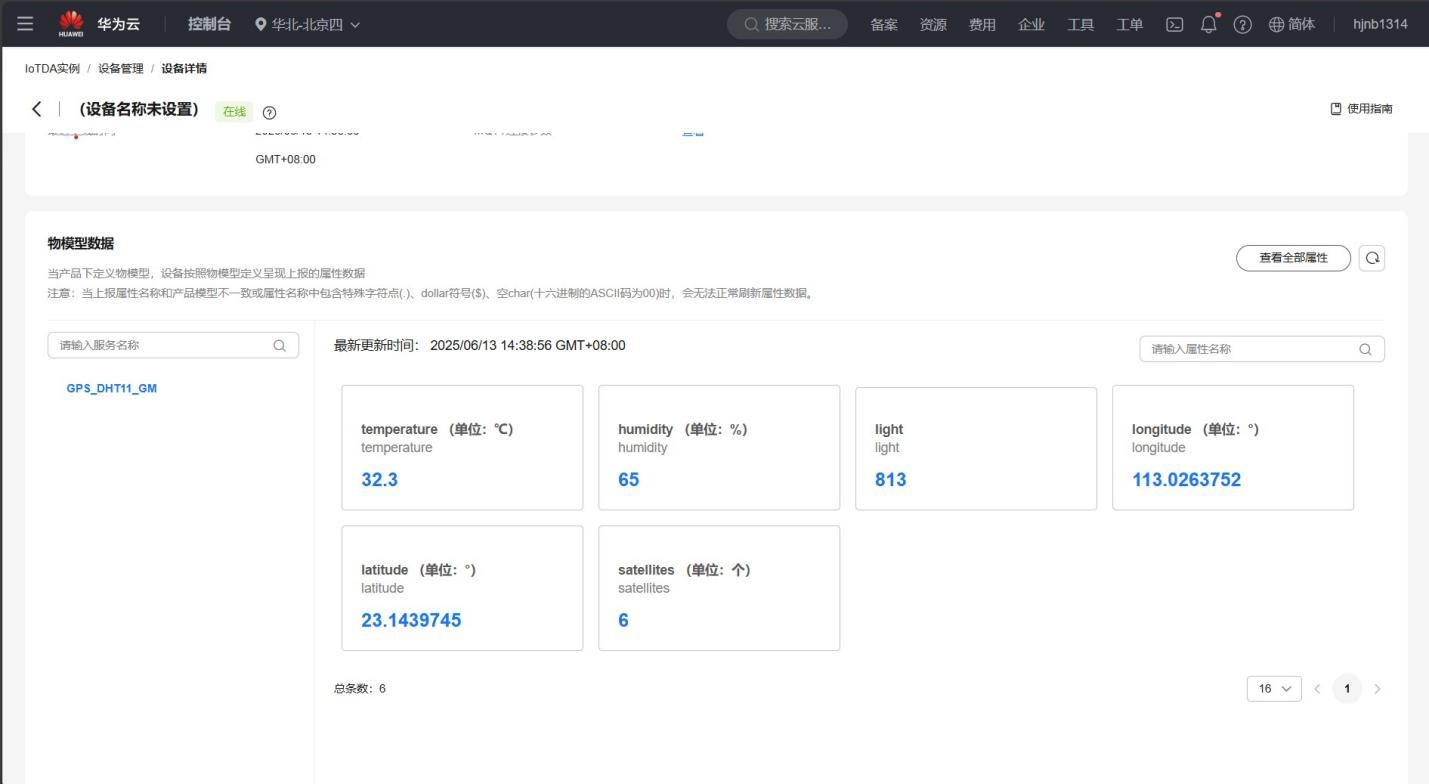 HUAWEI 华为云 控制台 华北-北京四 搜索云服... 备案 资源 费用 企业 工具 工单 简体 hjnb1314
IoTDA实例 / 设备管理 / 设备详情
（设备名称未设置） 在线 使用指南
查看
GMT+08:00
物模型数据
查看全部属性
当产品下定义物模型，设备按照物模型定义呈现上报的属性数据
注意：当上报属性名称和产品模型不一致或属性名称中包含特殊字符点(.)、dollar符号($)、空char(十六进制的ASCII码为00)时，会无法正常刷新属性数据。
请输入服务名称 最新更新时间： 2025/06/13 14:38:56 GMT+08:00 请输入属性名称
GPS_DHT11_GM
temperature （单位：℃） humidity （单位：%） light longitude （单位：°）
temperature humidity light longitude
32.3 65 813 113.0263752
latitude （单位：°） satellites （单位：个）
latitude satellites
23.1439745 6
总条数：6 16 1